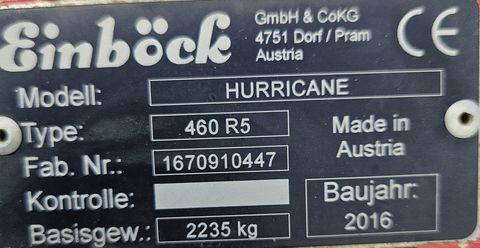 Einböck
GmbH & CoKG
4751 Dorf / Pram
Austria
CE
Modell: HURRICANE
Type: 460 R5
Fab. Nr.: 1670910447
Kontrolle:
Basisgew.: 2235 kg
Made in
Austria
Baujahr:
2016